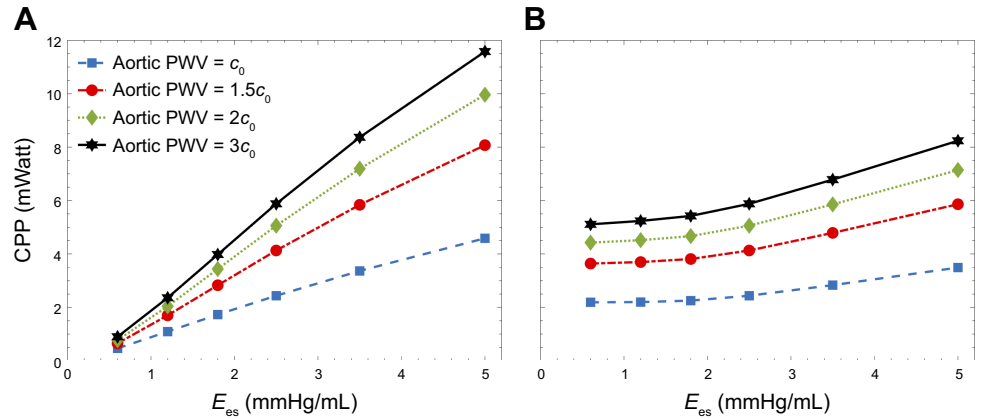 A
B
12
10
8
6
4
2
0
CPP (mWatt)
Aortic PWV = c0
Aortic PWV = 1.5c0
Aortic PWV = 2c0
Aortic PWV = 3c0
0 1 2 3 4 5
0 1 2 3 4 5
Ees (mmHg/mL)
Ees (mmHg/mL)